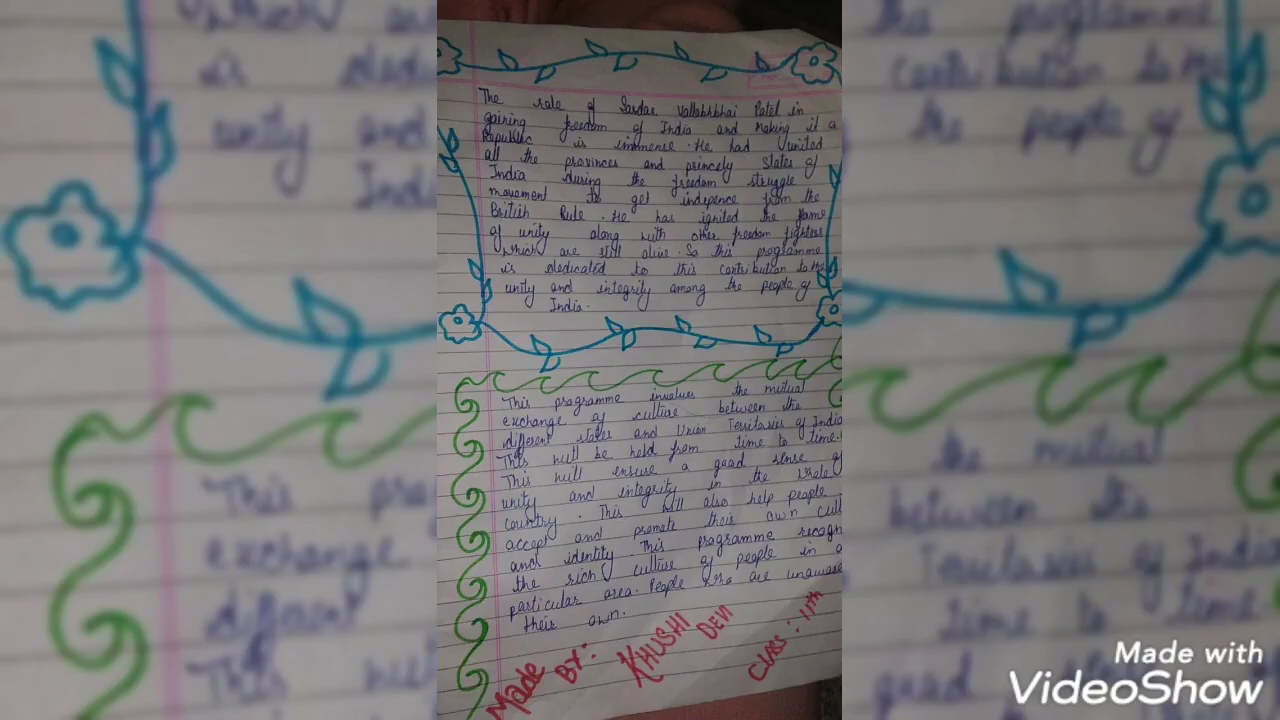 The role of Sardar Vallabhbhai Patel in
gaining freedom of India and making it a
Republic is immense. He had united
all the provinces and princely states of
India during the freedom struggle
movement to get indepence from the
British Rule. He has ignited the flame
of unity along with other freedom fighters
which are still alive. So this programme
is dedicated to this contribution to the
unity and integrity among the people of
India.
This programme involves the mutual
exchange of culture between the
different states and Union Territories of India
This will be held from time to time.
This will ensure a good sense of
unity and integrity in the whole of
country. This will also help people
accept and promote their own cult
and identity. This programme recogn
the rich culture of people in a
particular area. People who are unaware
their own.
Made BY: KHUSHI DEVI CLASS: 11th
Made with
VideoShow